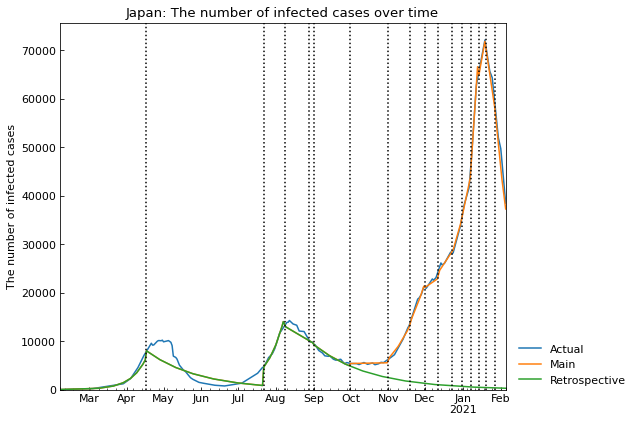 Japan: The number of infected cases over time
The number of infected cases
70000
60000
50000
40000
30000
20000
10000
0
Mar Apr May Jun Jul Aug Sep Oct Nov Dec Jan Feb
2021
Actual
Main
Retrospective